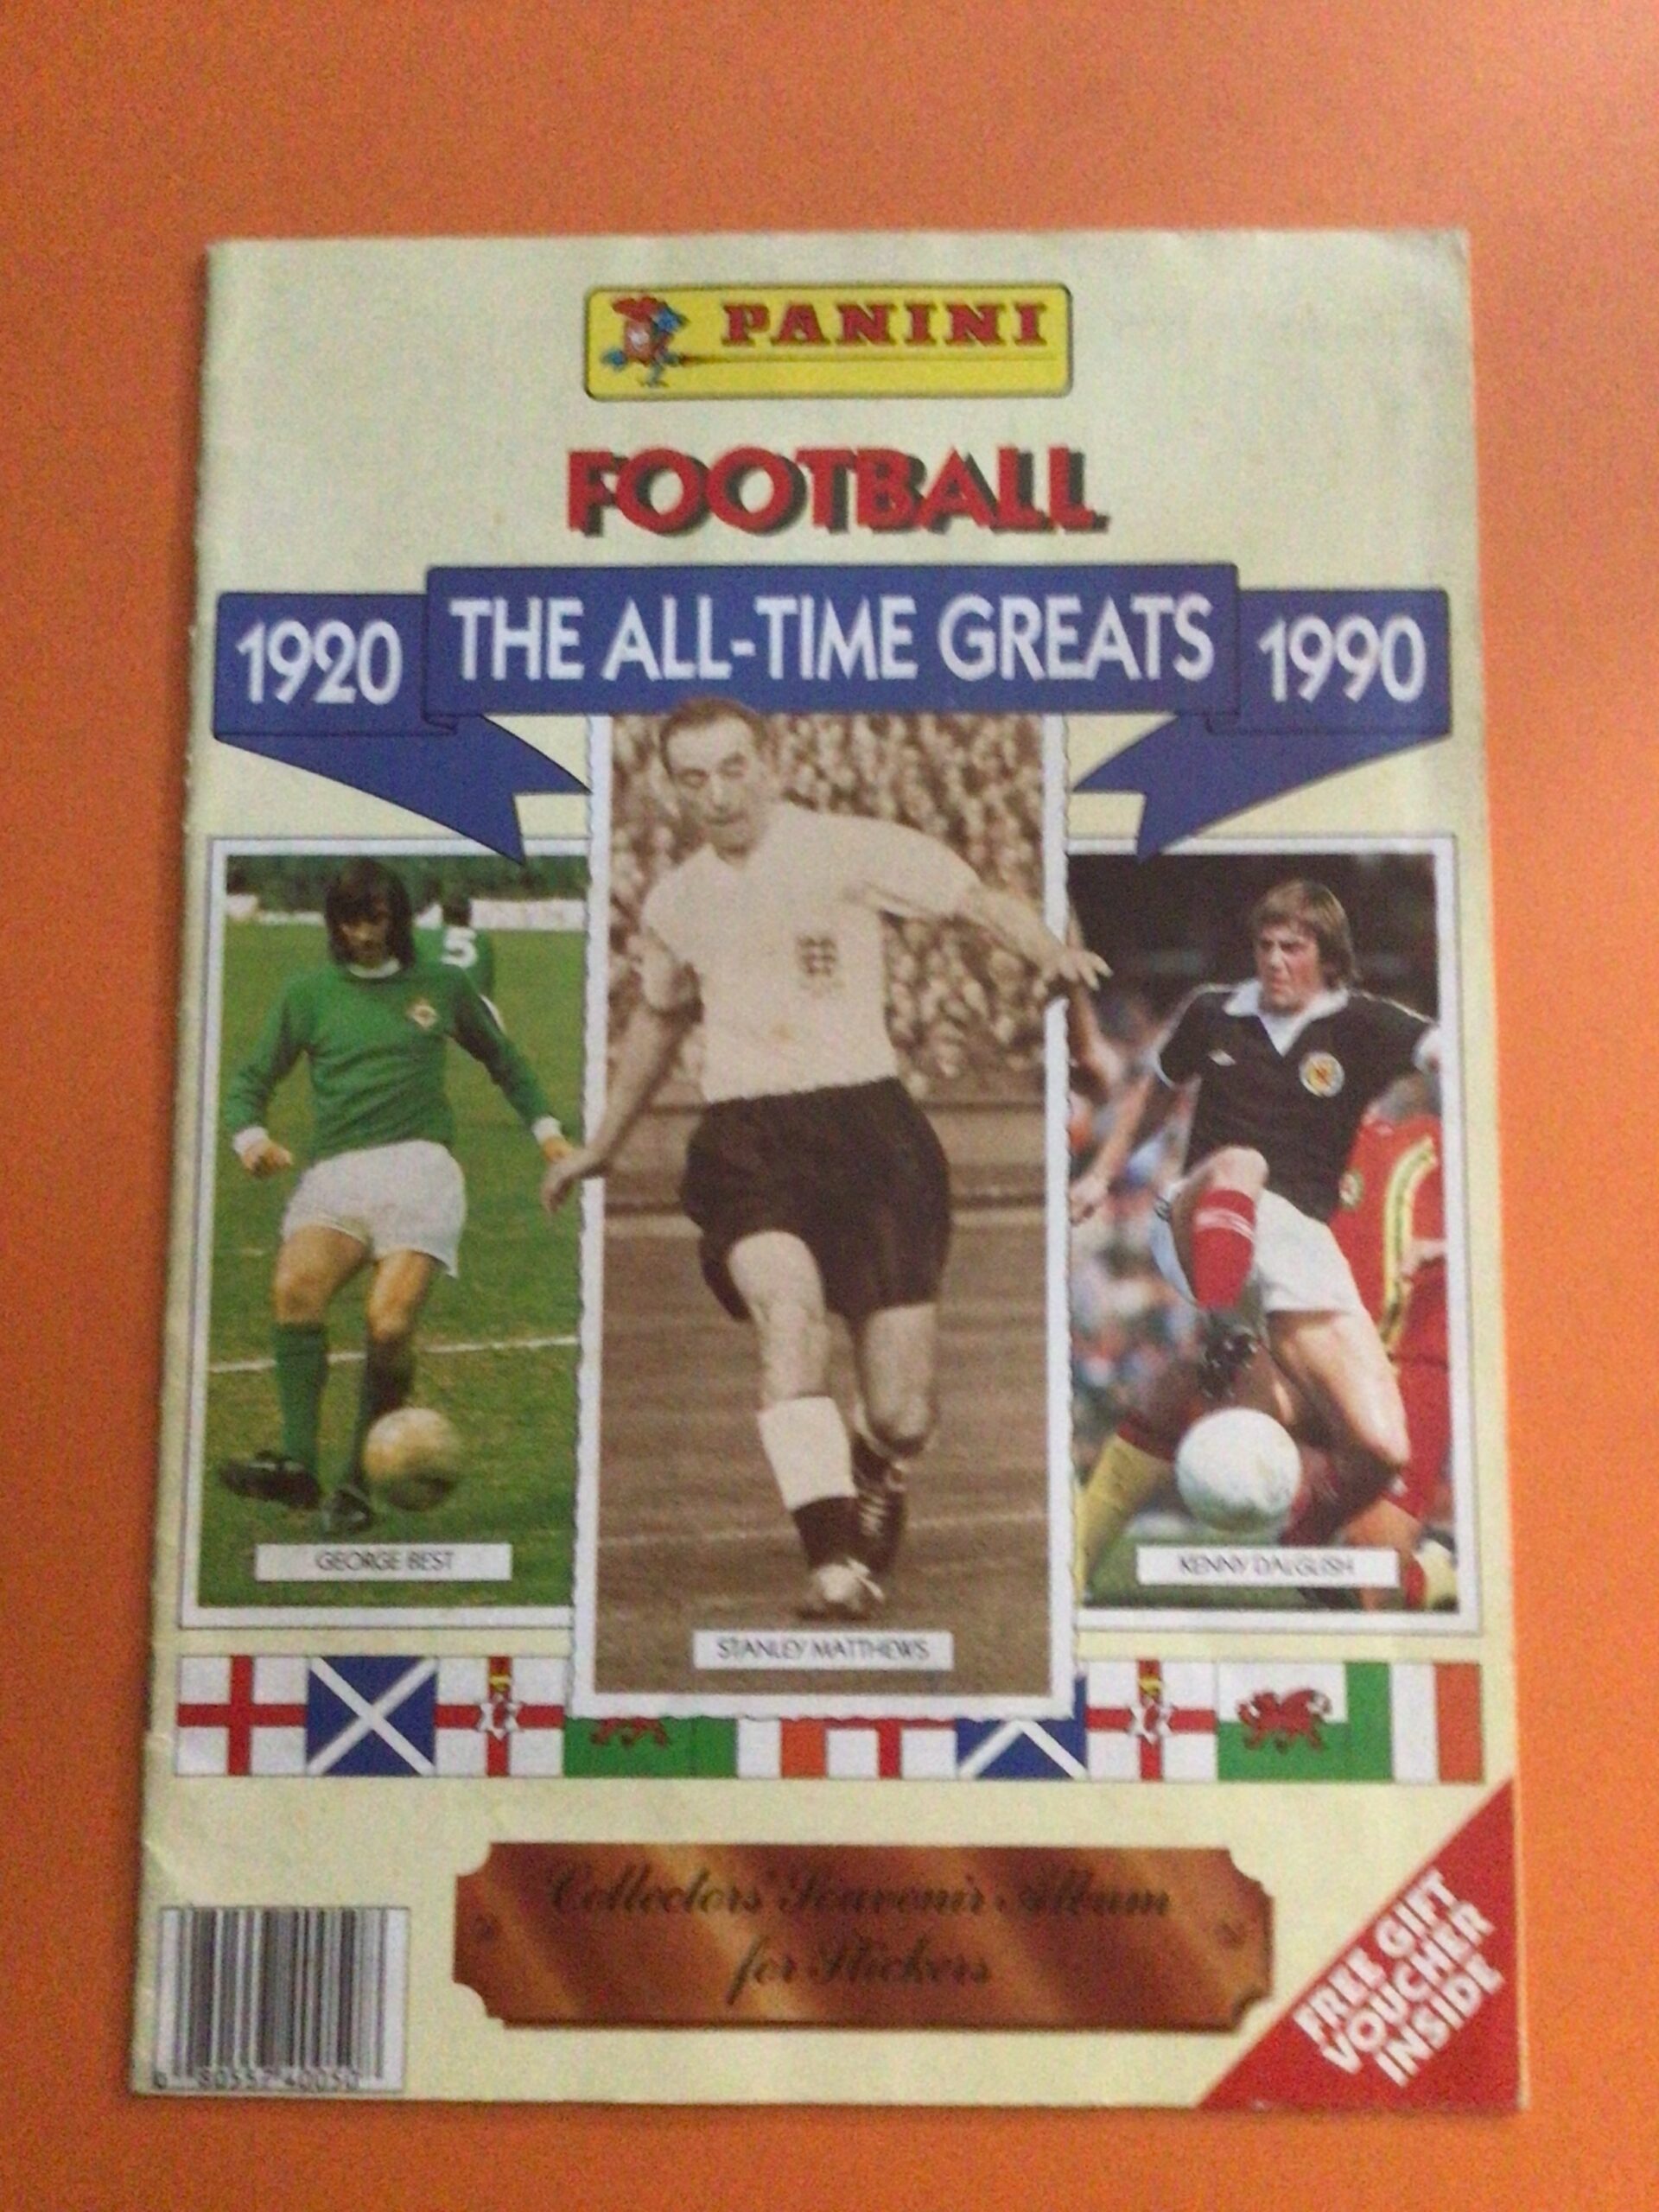 PANINI
FOOTBALL
1920 THE ALL-TIME GREATS 1990
5
GEORGE BEST
STANLEY MATTHEWS
KENNY DALGLISH
Collectors' Souvenir Album
for Stickers
FREE GIFT
VOUCHER
INSIDE